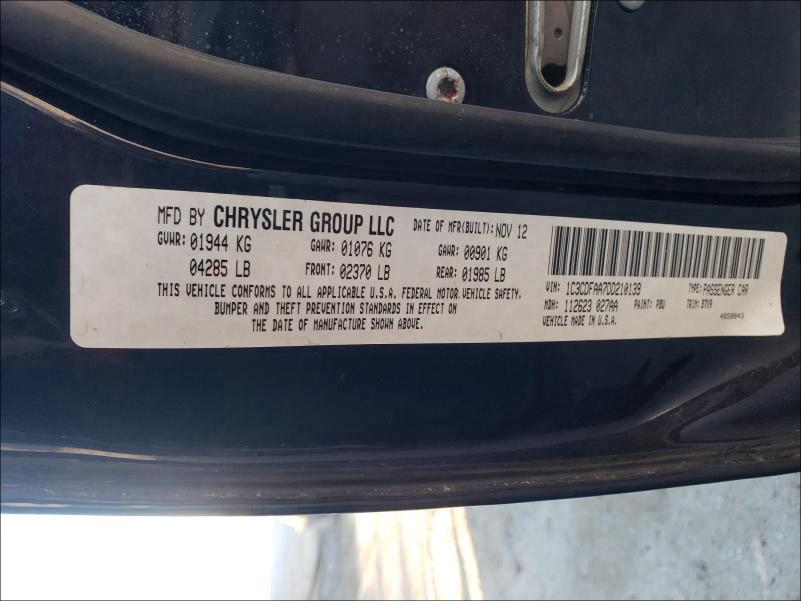 MFD BY CHRYSLER GROUP LLC DATE OF MFR(BUILT): NOV 12
GVWR: 01944 KG GAWR: 01076 KG GAWR: 00901 KG
04285 LB FRONT: 02370 LB REAR: 01985 LB
THIS VEHICLE CONFORMS TO ALL APPLICABLE U.S.A. FEDERAL MOTOR VEHICLE SAFETY,
BUMPER AND THEFT PREVENTION STANDARDS IN EFFECT ON
THE DATE OF MANUFACTURE SHOWN ABOVE.
VIN: 1C3CDFAA7DD210139 TYPE: PASSENGER CAR
MDH: 112623 027AA PAINT: PBU TRIM: D7X9
VEHICLE MADE IN U.S.A.